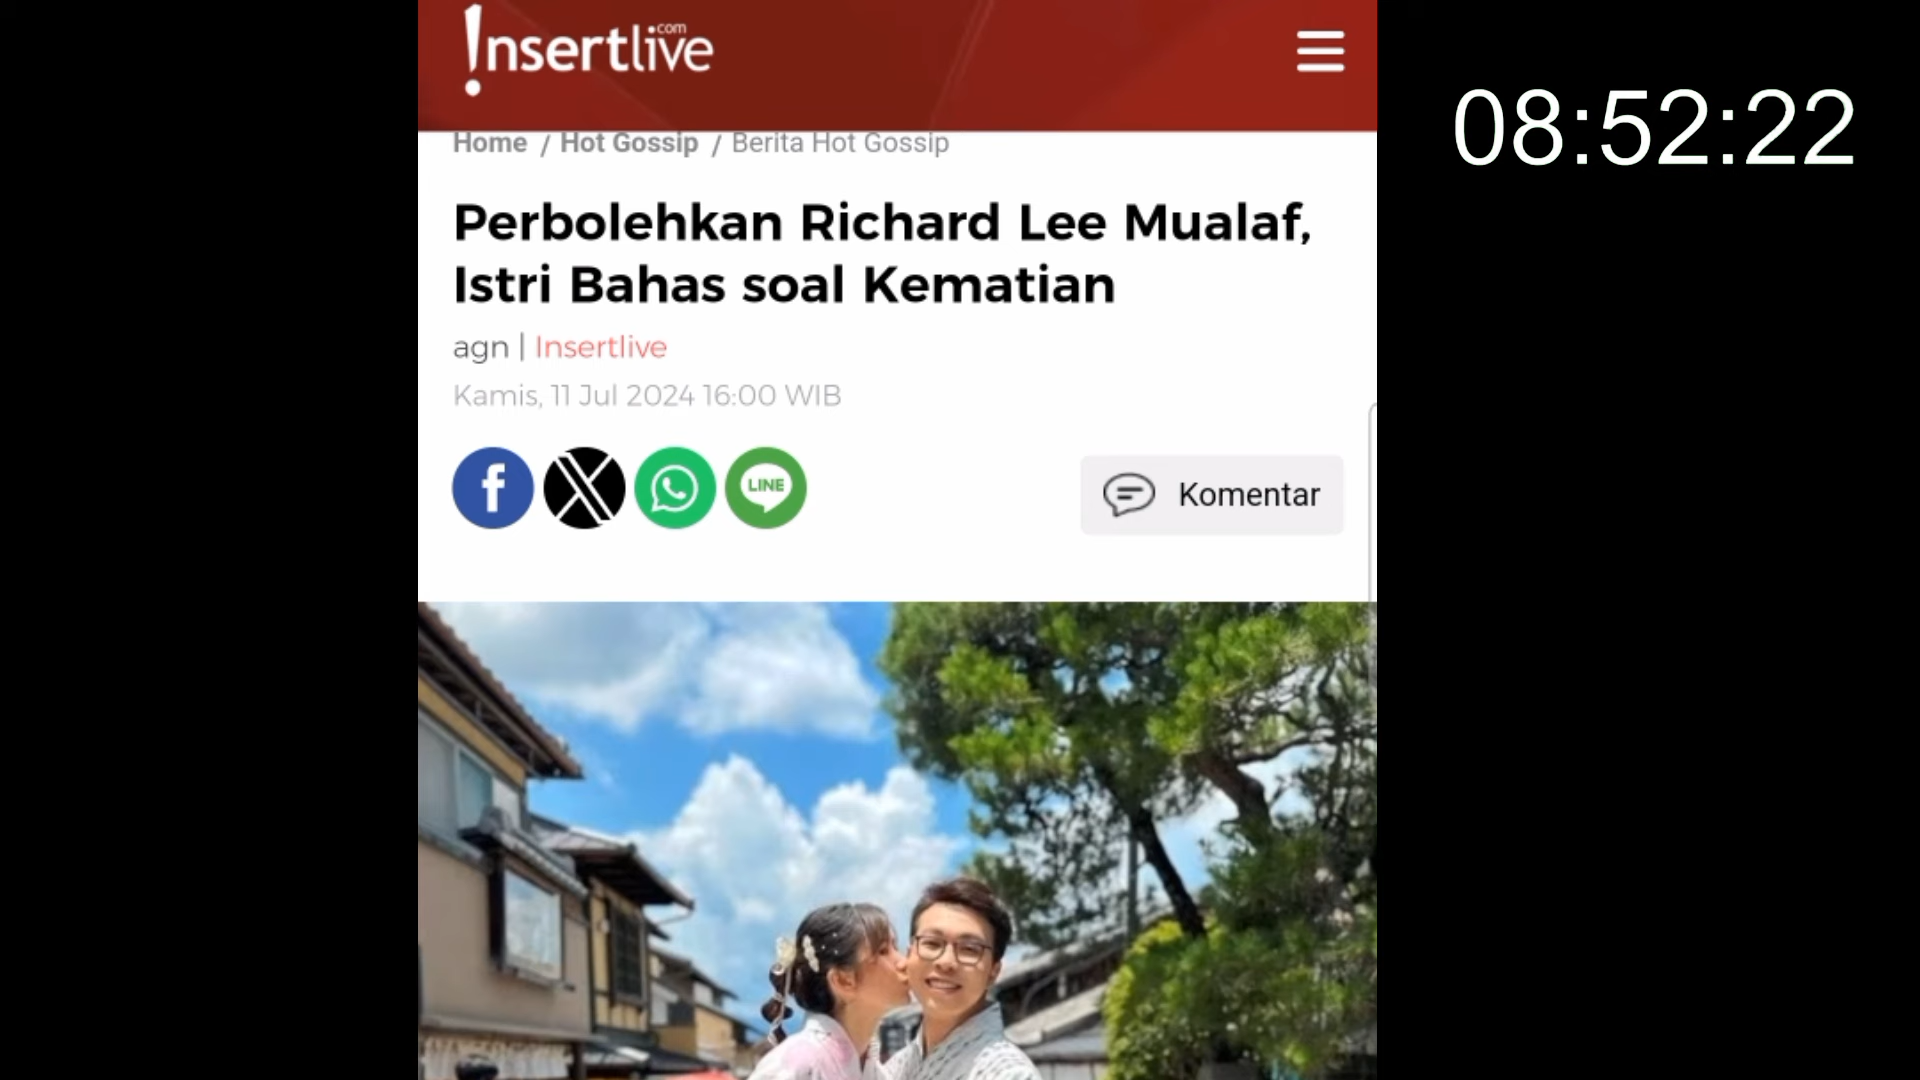 Insertlive.com
08:52:22
Home / Hot Gossip / Berita Hot Gossip
Perbolehkan Richard Lee Mualaf,
Istri Bahas soal Kematian
agn | Insertlive
Kamis, 11 Jul 2024 16:00 WIB
LINE
Komentar